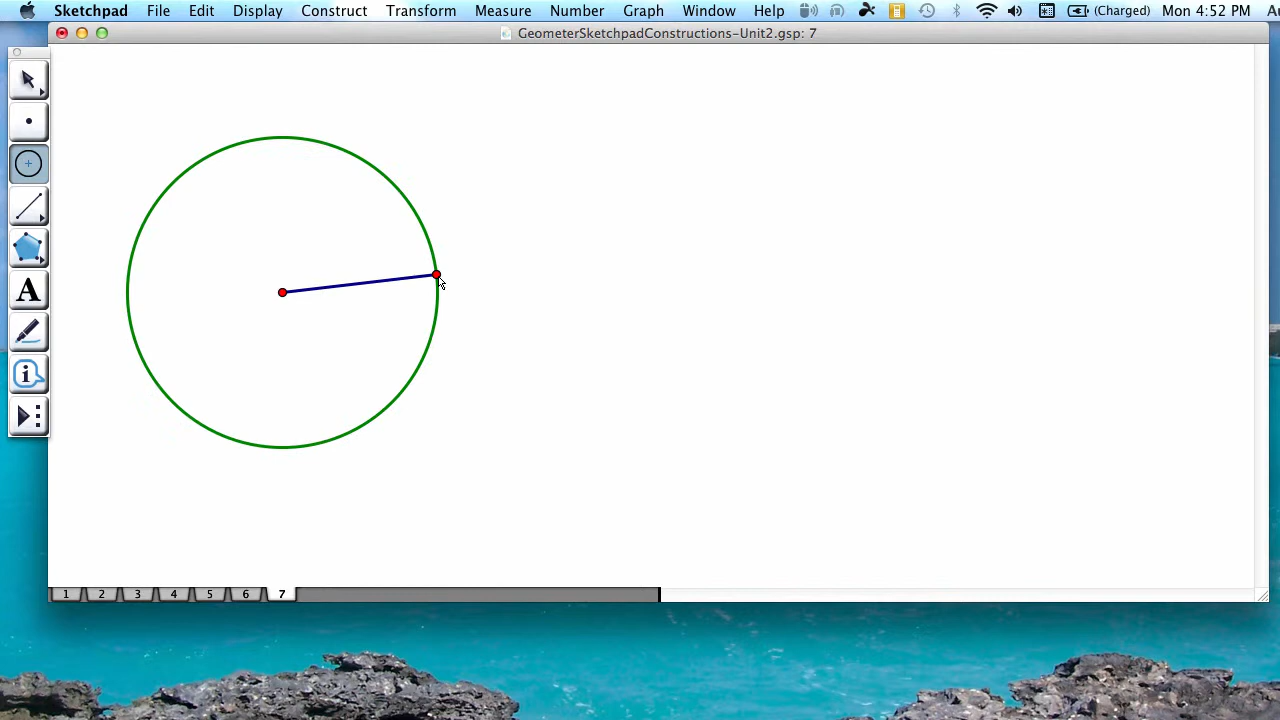 Sketchpad File Edit Display Construct Transform Measure Number Graph Window Help (Charged) Mon 4:52 PM
GeometerSketchpadConstructions-Unit2.gsp: 7
A
i
1 2 3 4 5 6 7